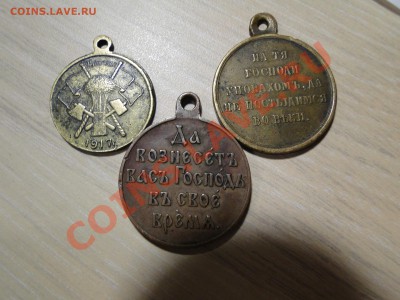 COINS.LAVE.RU
1917
НА ТЯ
ГОСПОДИ
УПОВАХОМЪ, ДА
НЕ ПОСТЫДИМСЯ
ВО ВѢКИ.
Да
вознесетъ
васъ Господь
въ свое
время